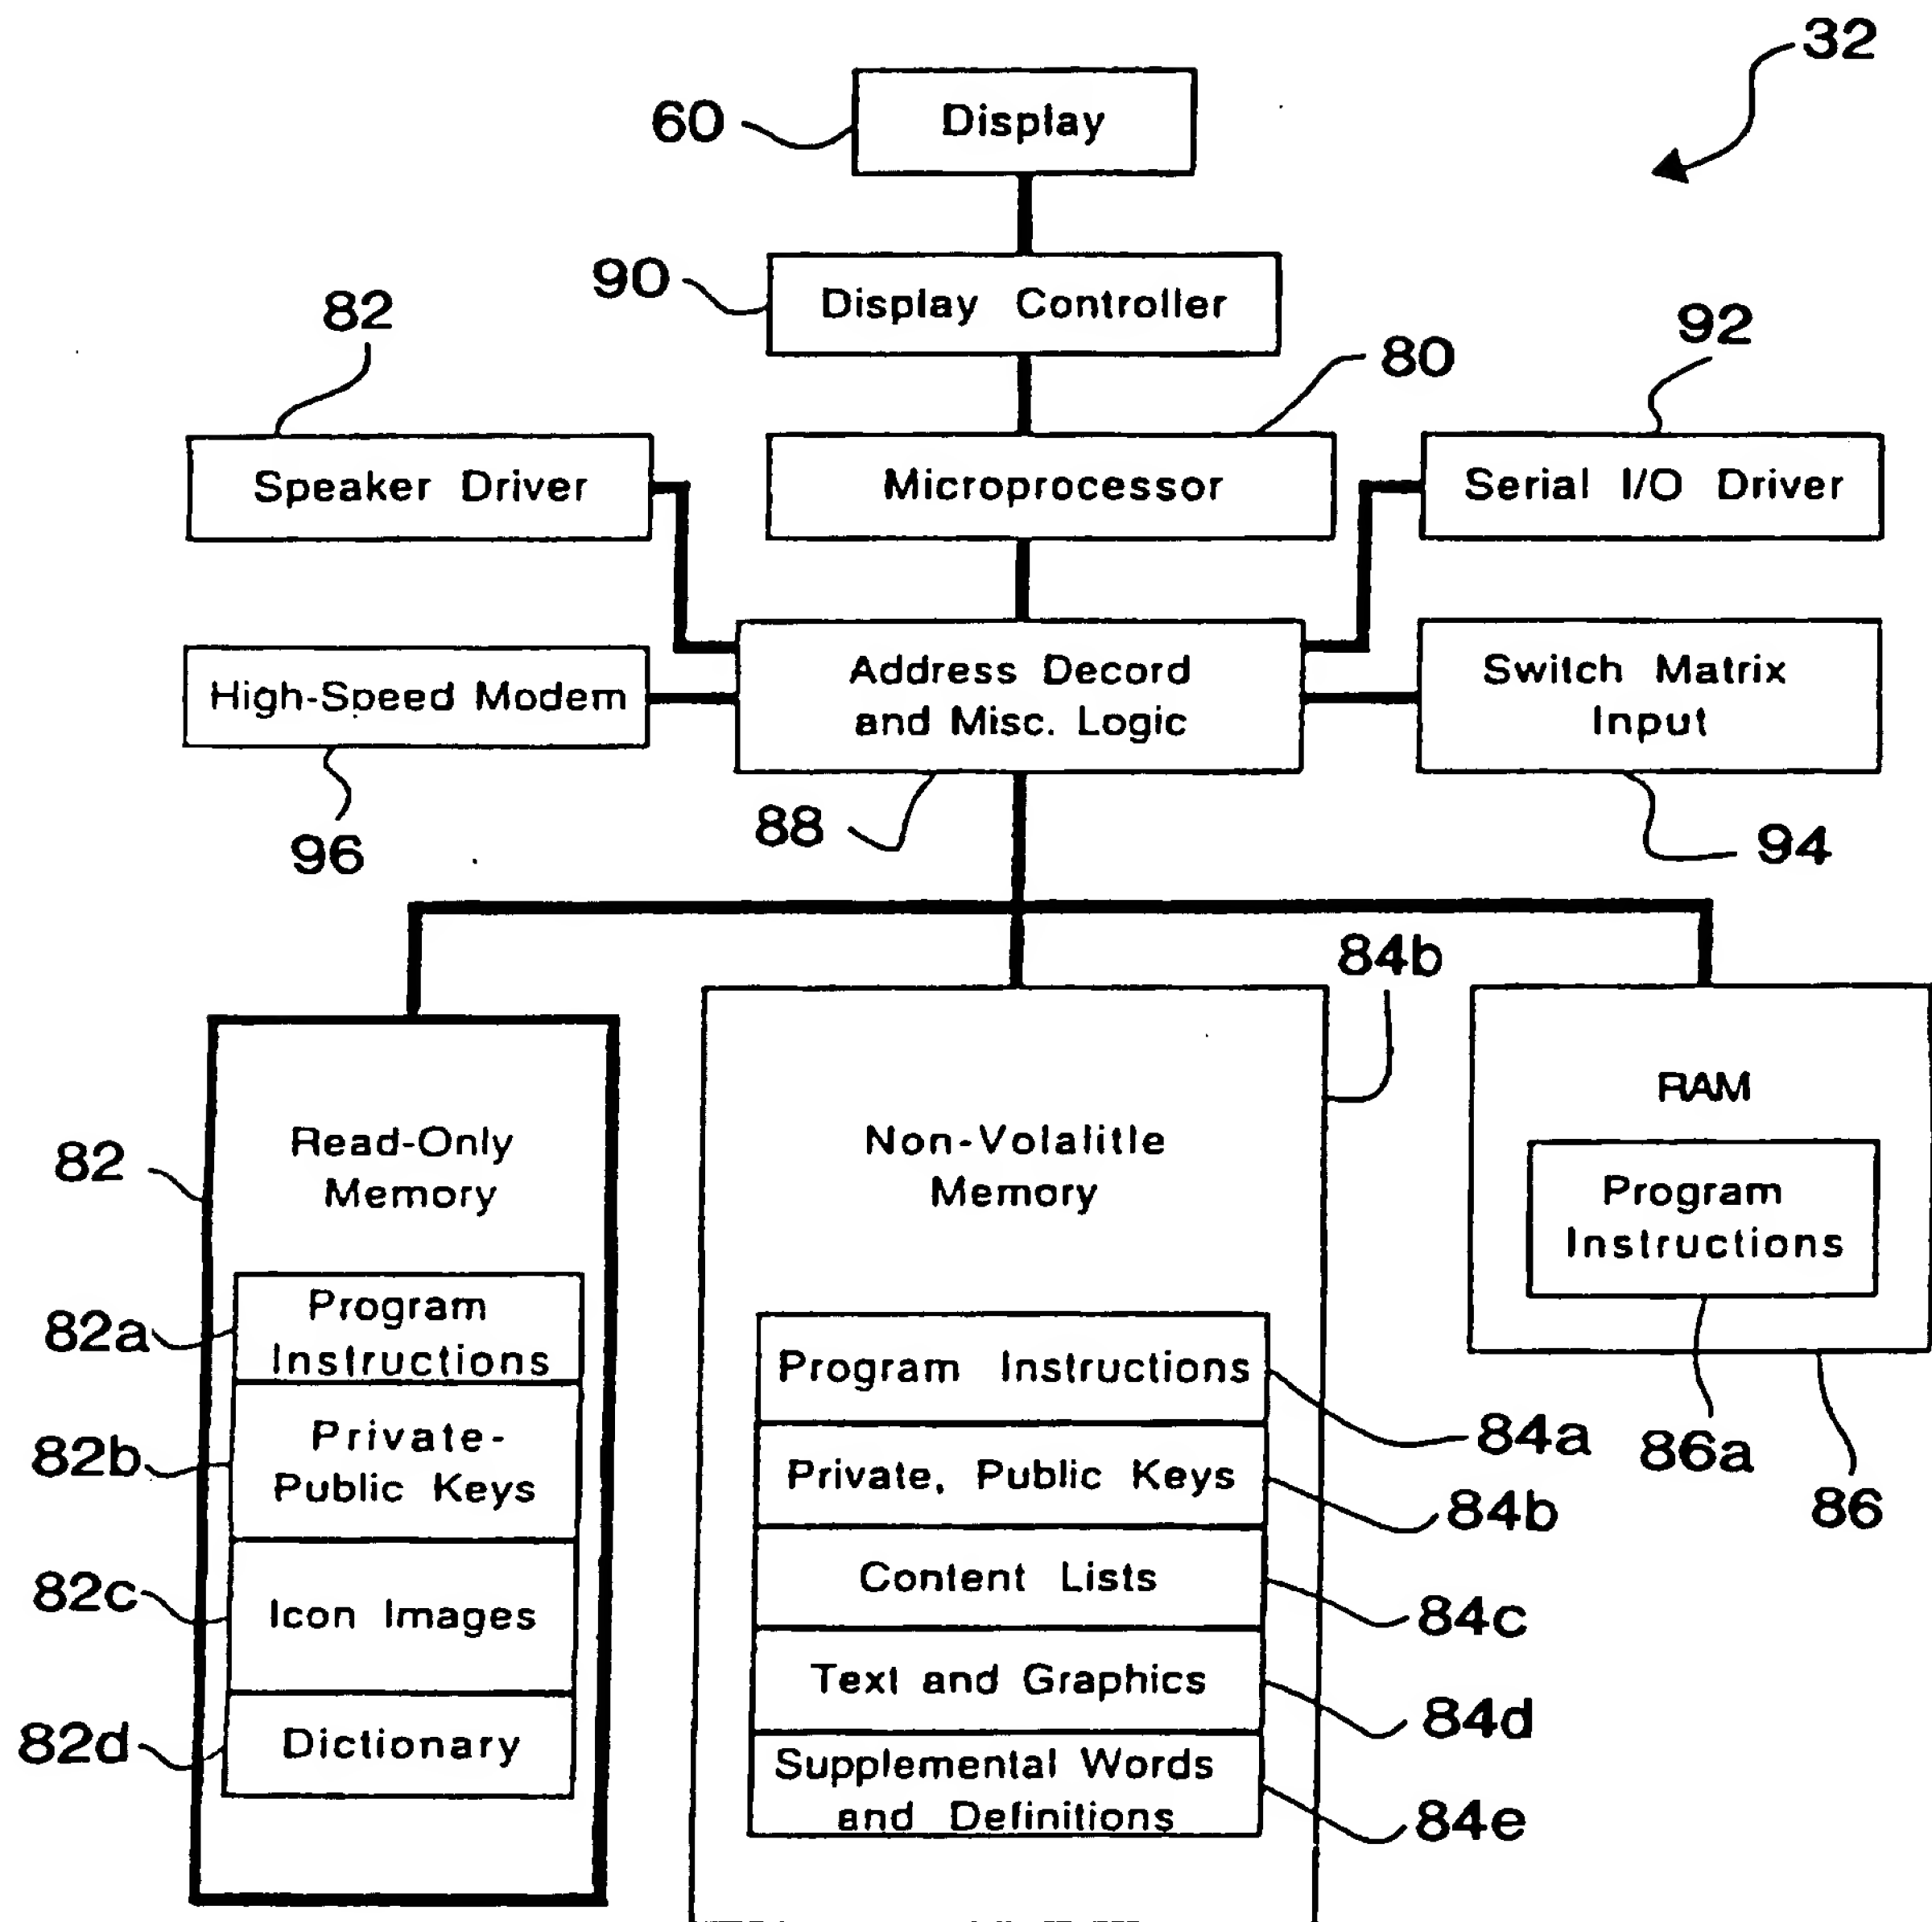 32
60
Display
90
Display Controller
82
92
80
Speaker Driver
Microprocessor
Serial I/O Driver
High-Speed Modem
Address Decord
and Misc. Logic
Switch Matrix
Input
96
88
94
84b
82
Read-Only
Memory
Non-Volalitle
Memory
RAM
Program
Instructions
82a
Program
Instructions
82b
Private-
Public Keys
82c
Icon Images
82d
Dictionary
Program Instructions
84a
Private, Public Keys
84b
Content Lists
84c
Text and Graphics
84d
Supplemental Words
and Definitions
84e
86a
86